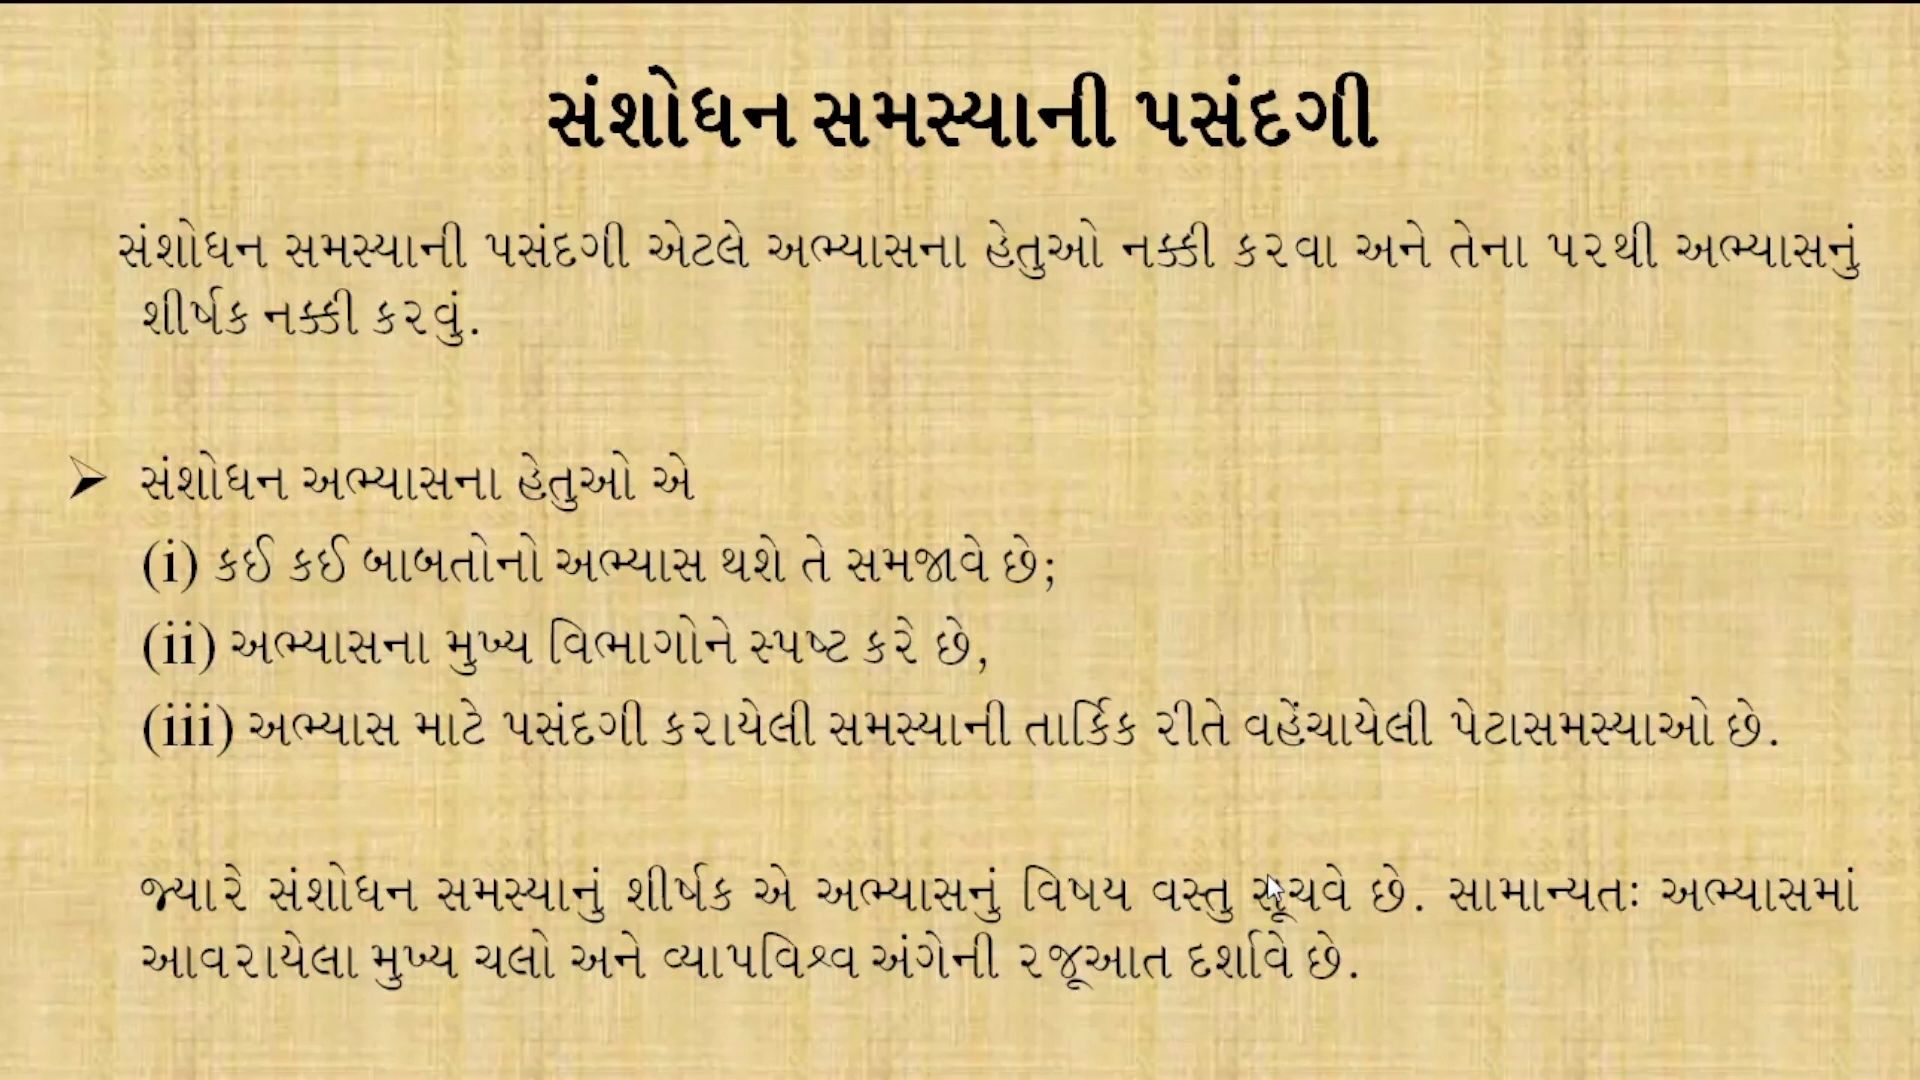 સંશોધન સમસ્યાની પસંદગી
સંશોધન સમસ્યાની પસંદગી એટલે અભ્યાસના હેતુઓ નક્કી કરવા અને તેના પરથી અભ્યાસનું
શીર્ષક નક્કી કરવું.
➢ સંશોધન અભ્યાસના હેતુઓ એ
(i) કઈ કઈ બાબતોનો અભ્યાસ થશે તે સમજાવે છે;
(ii) અભ્યાસના મુખ્ય વિભાગોને સ્પષ્ટ કરે છે,
(iii) અભ્યાસ માટે પસંદગી કરાયેલી સમસ્યાની તાર્કિક રીતે વહેંચાયેલી પેટાસમસ્યાઓ છે.
જ્યારે સંશોધન સમસ્યાનું શીર્ષક એ અભ્યાસનું વિષય વસ્તુ સૂચવે છે. સામાન્યતઃ અભ્યાસમાં
આવરાયેલા મુખ્ય ચલો અને વ્યાપવિશ્વ અંગેની રજૂઆત દર્શાવે છે.